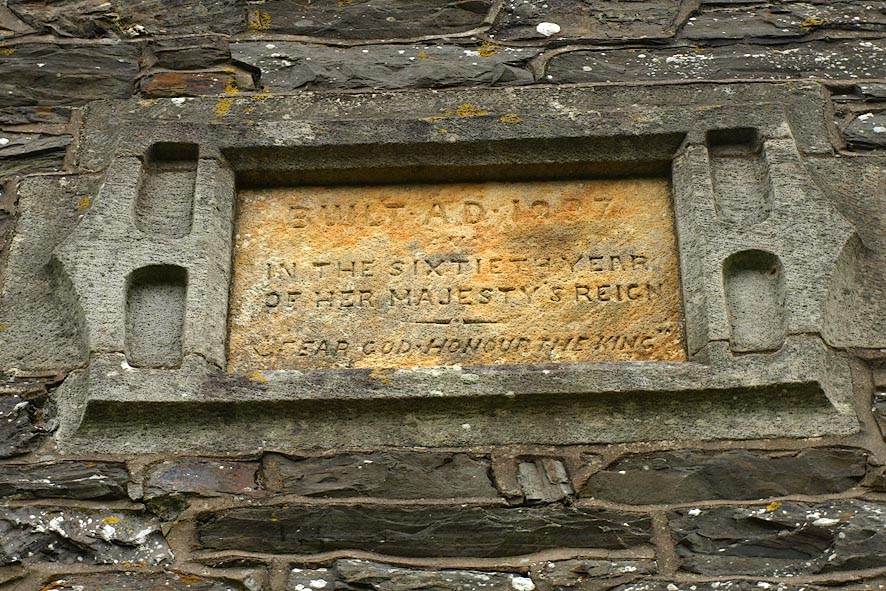 BUILT·A.D·1897
IN THE SIXTIETH YEAR
OF HER MAJESTY'S REIGN
"FEAR GOD·HONOUR THE KING"